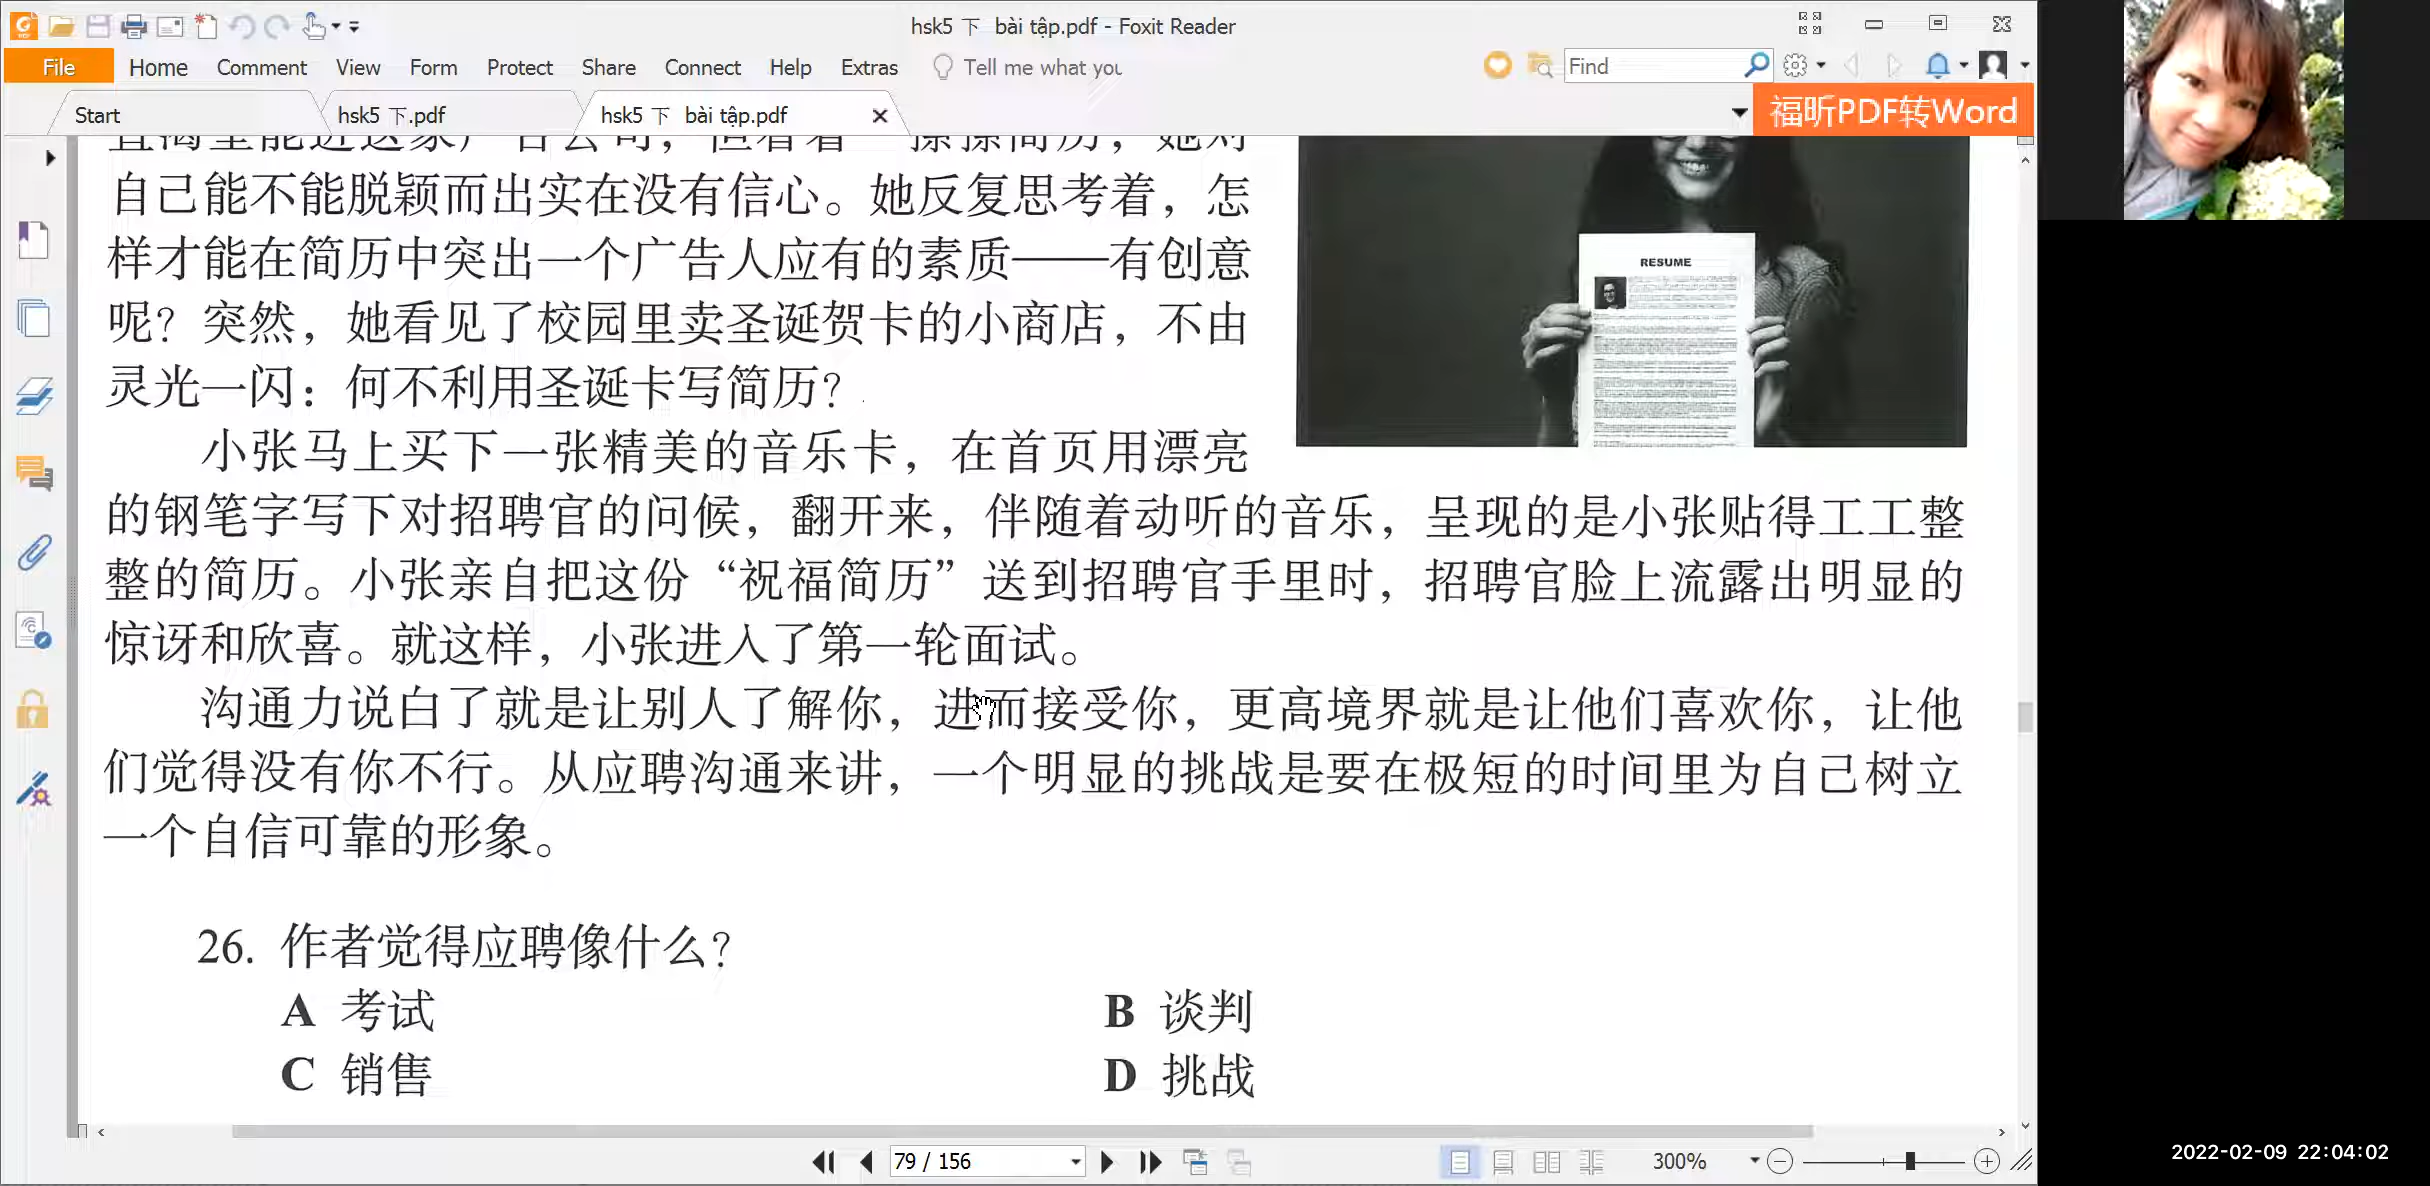 hsk5 下 bài tập.pdf - Foxit Reader
File Home Comment View Form Protect Share Connect Help Extras Tell me what you Find
Start hsk5 下.pdf hsk5 下 bài tập.pdf
福昕PDF转Word
自己能不能脱颖而出实在没有信心。她反复思考着，怎
样才能在简历中突出一个广告人应有的素质——有创意
呢？突然，她看见了校园里卖圣诞贺卡的小商店，不由
灵光一闪：何不利用圣诞卡写简历？
RESUME
小张马上买下一张精美的音乐卡，在首页用漂亮
的钢笔字写下对招聘官的问候，翻开来，伴随着动听的音乐，呈现的是小张贴得工工整
整的简历。小张亲自把这份“祝福简历”送到招聘官手里时，招聘官脸上流露出明显的
惊讶和欣喜。就这样，小张进入了第一轮面试。
沟通力说白了就是让别人了解你，进而接受你，更高境界就是让他们喜欢你，让他
们觉得没有你不行。从应聘沟通来讲，一个明显的挑战是要在极短的时间里为自己树立
一个自信可靠的形象。
26. 作者觉得应聘像什么？
A 考试 B 谈判
C 销售 D 挑战
79 / 156 300%
2022-02-09 22:04:02